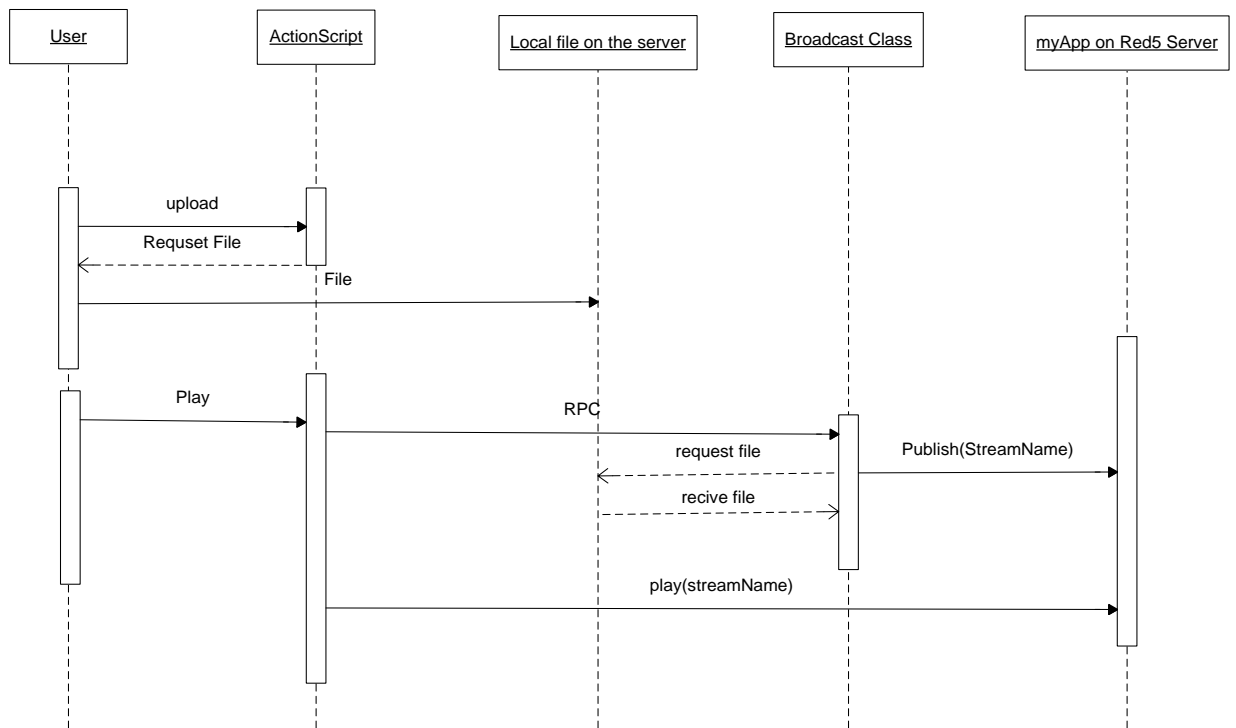 User
ActionScript
Local file on the server
Broadcast Class
myApp on Red5 Server
upload
Requset File
File
Play
RPC
request file
Publish(StreamName)
recive file
play(streamName)